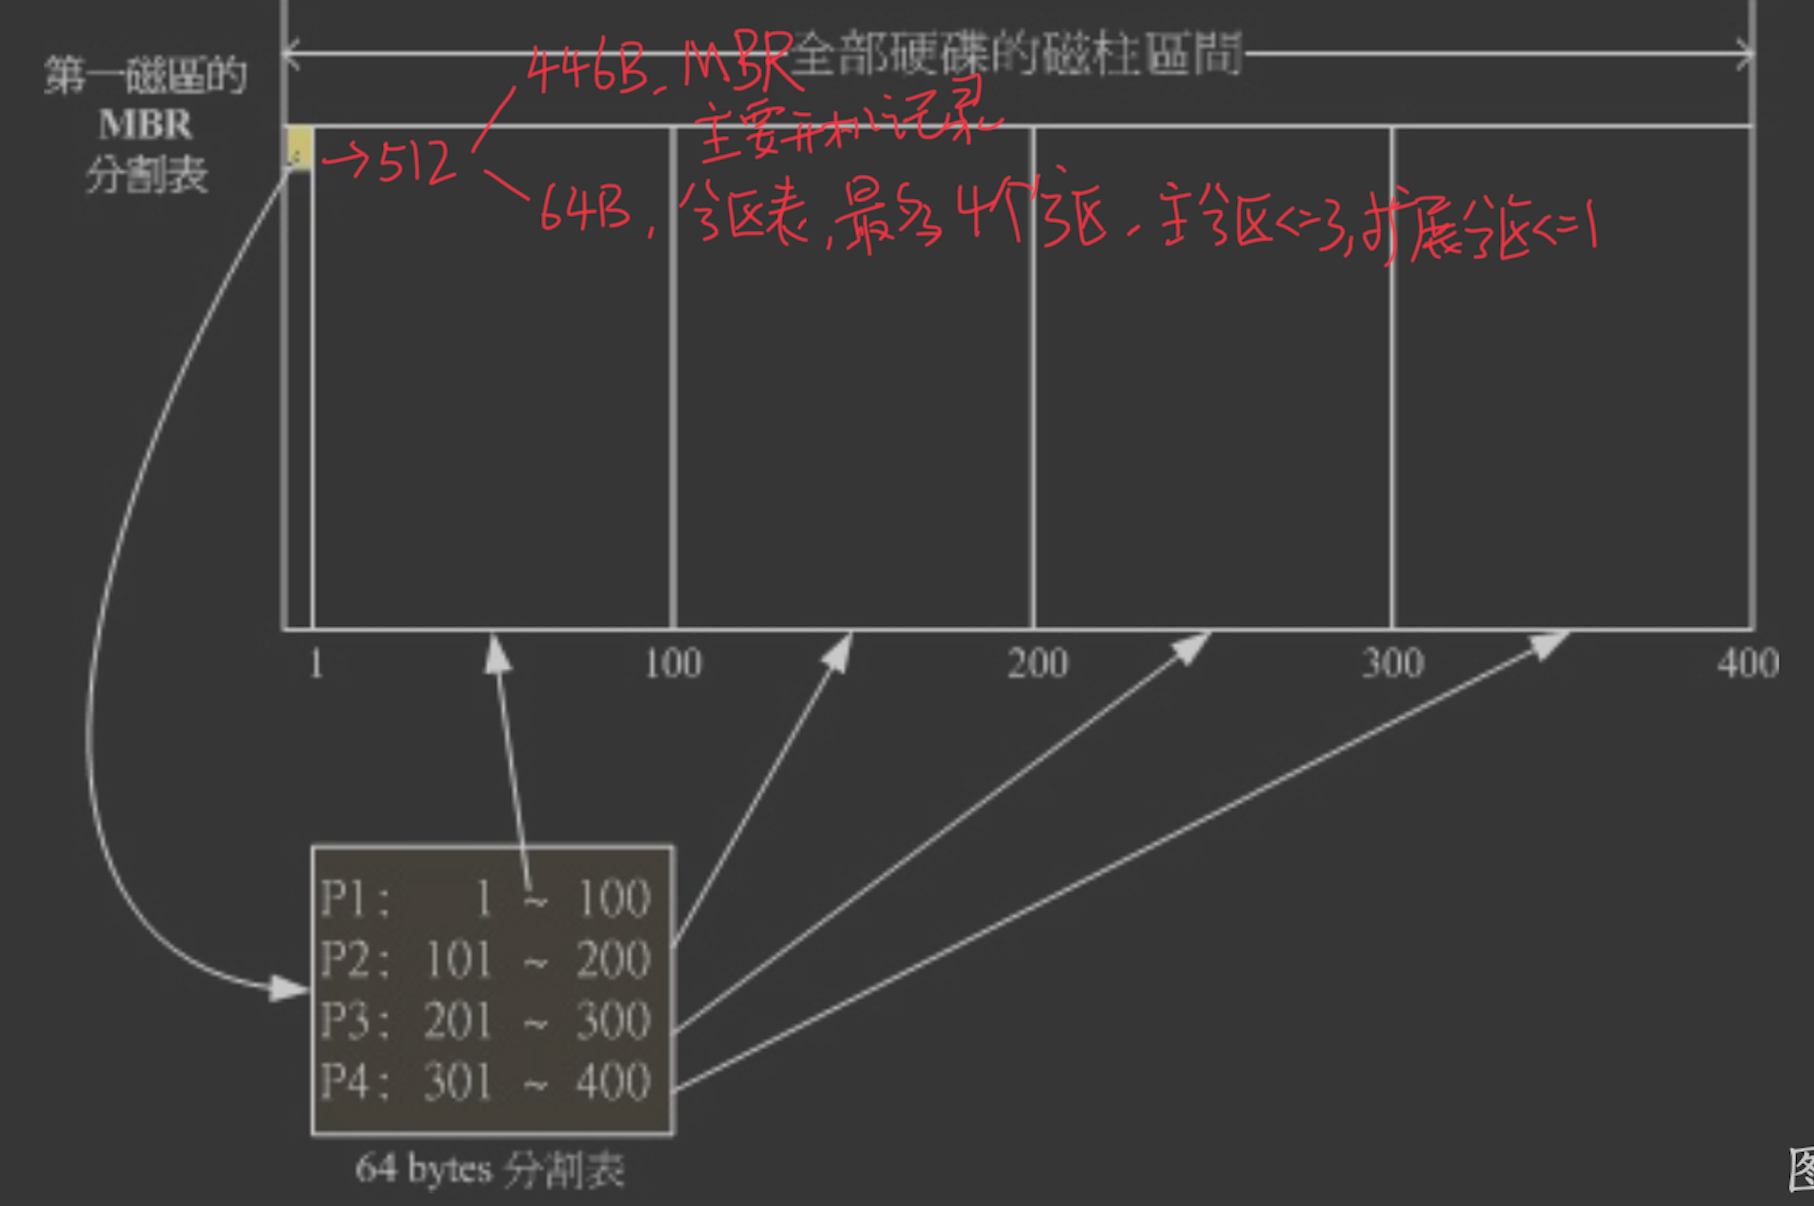 全部硬碟的磁柱區間
第一磁區的
MBR
分割表
446B. MBR
主要开机记录
→512
64B, 分区表, 最多4个分区. 主分区<=3, 扩展分区<=1
1 100 200 300 400
P1: 1 ~ 100
P2: 101 ~ 200
P3: 201 ~ 300
P4: 301 ~ 400
64 bytes 分割表
图